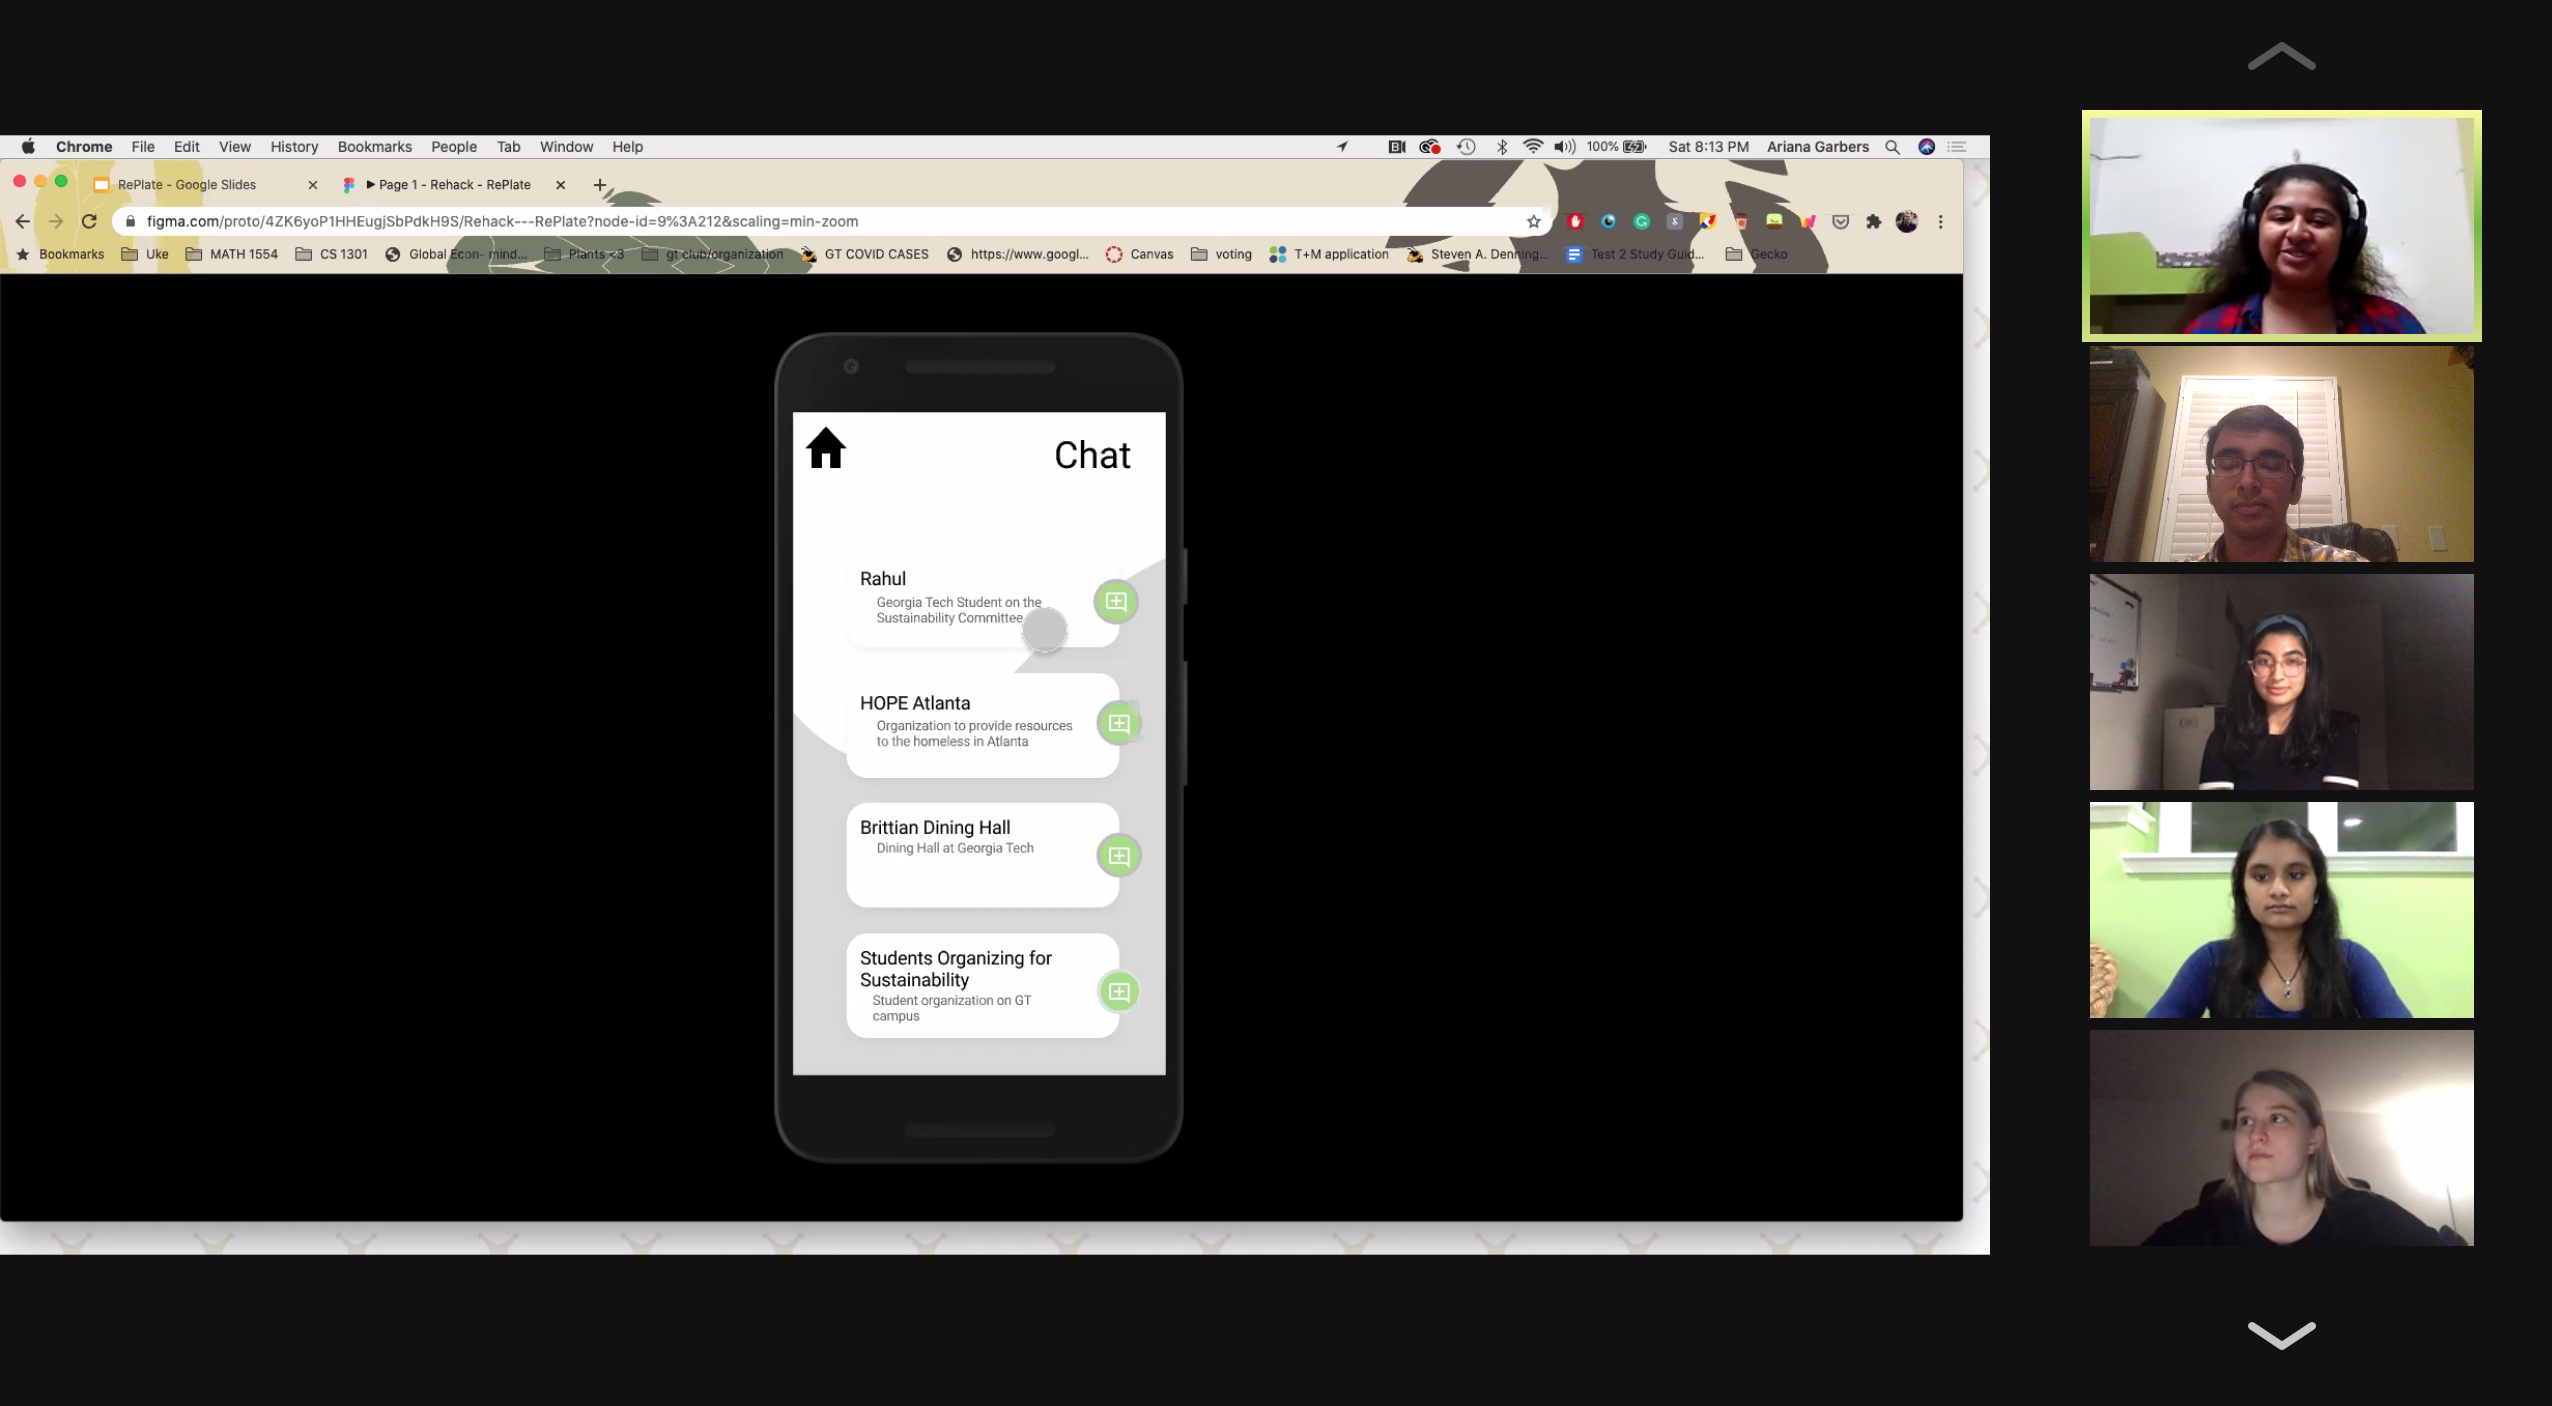 Chrome File Edit View History Bookmarks People Tab Window Help 100% Sat 8:13 PM Ariana Garbers
RePlate - Google Slides Page 1 - Rehack - RePlate
figma.com/proto/4ZK6yoP1HHEugjSbPdkH9S/Rehack---RePlate?node-id=9%3A212&scaling=min-zoom
Bookmarks Uke MATH 1554 CS 1301 Global Econ- mind... Plants <3 gt club/organization GT COVID CASES https://www.googl... Canvas voting T+M application Steven A. Denning... Test 2 Study Guid... Gecko
Chat
Rahul
Georgia Tech Student on the
Sustainability Committee
HOPE Atlanta
Organization to provide resources
to the homeless in Atlanta
Brittian Dining Hall
Dining Hall at Georgia Tech
Students Organizing for
Sustainability
Student organization on GT
campus